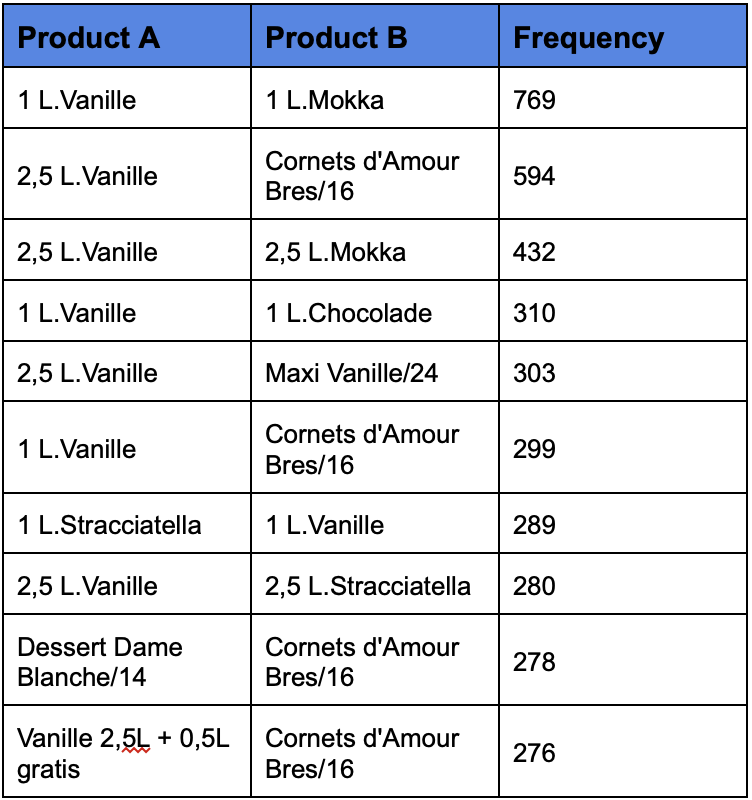 Product A Product B Frequency
1 L.Vanille 1 L.Mokka 769
2,5 L.Vanille Cornets d'Amour Bres/16 594
2,5 L.Vanille 2,5 L.Mokka 432
1 L.Vanille 1 L.Chocolade 310
2,5 L.Vanille Maxi Vanille/24 303
1 L.Vanille Cornets d'Amour Bres/16 299
1 L.Stracciatella 1 L.Vanille 289
2,5 L.Vanille 2,5 L.Stracciatella 280
Dessert Dame Blanche/14 Cornets d'Amour Bres/16 278
Vanille 2,5L + 0,5L gratis Cornets d'Amour Bres/16 276